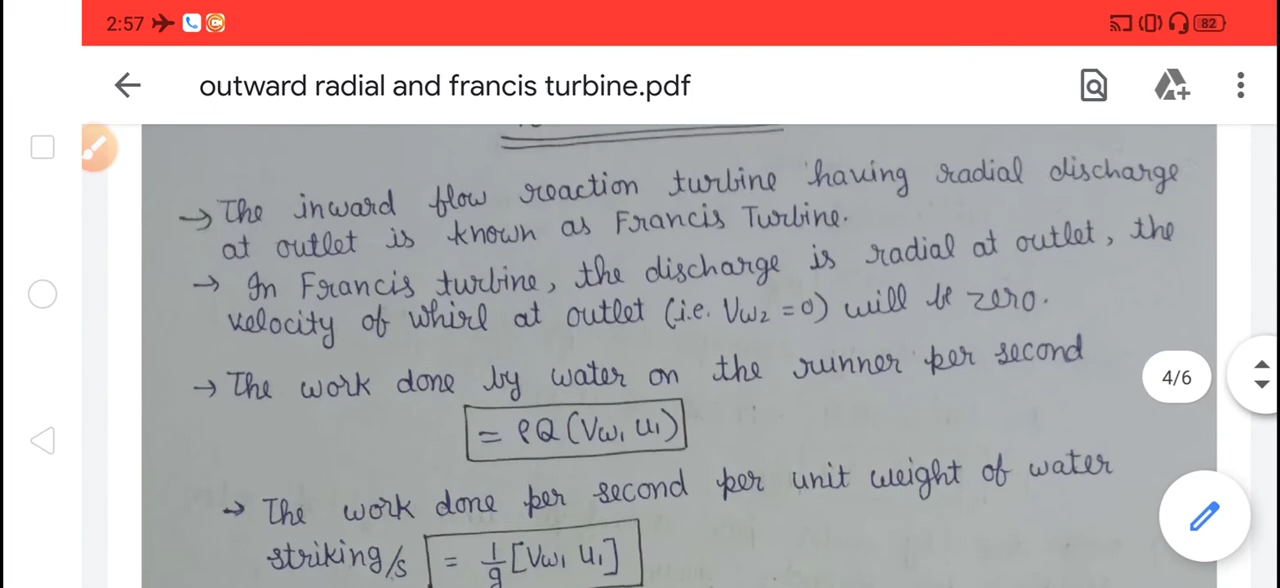 2:57
82
outward radial and francis turbine.pdf
→ The inward flow reaction turbine having radial discharge
at outlet is known as Francis Turbine.
→ In Francis turbine, the discharge is radial at outlet, the
velocity of whirl at outlet (i.e. Vw₂ = 0) will be zero.
→ The work done by water on the runner per second
= ρQ (Vw₁ u₁)
4/6
→ The work done per second per unit weight of water
striking/s = 1/g [Vw₁ u₁]